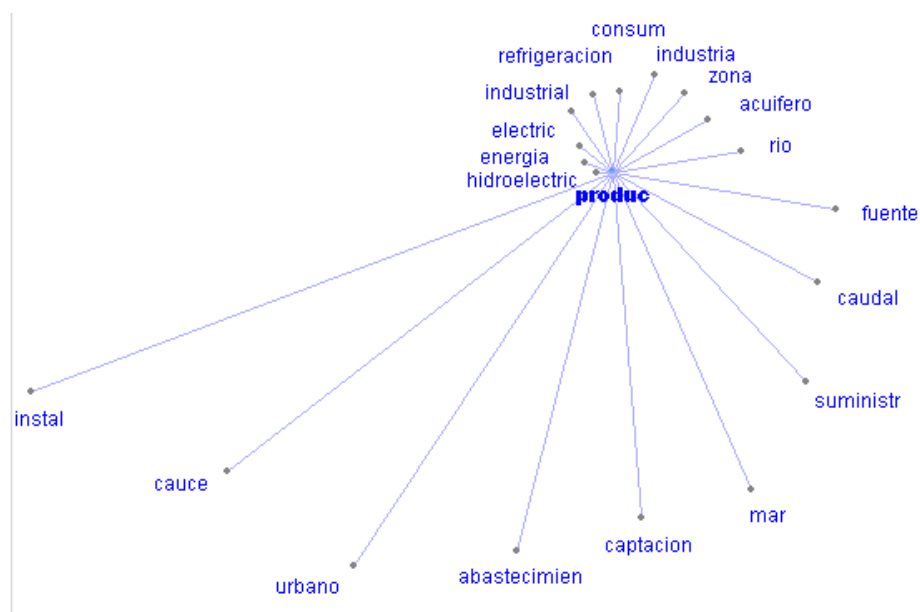 consum
refrigeracion
industria
zona
industrial
acuifero
electric
rio
energia
hidroelectric
produc
fuente
caudal
suministr
instal
cauce
mar
captacion
abastecimien
urbano